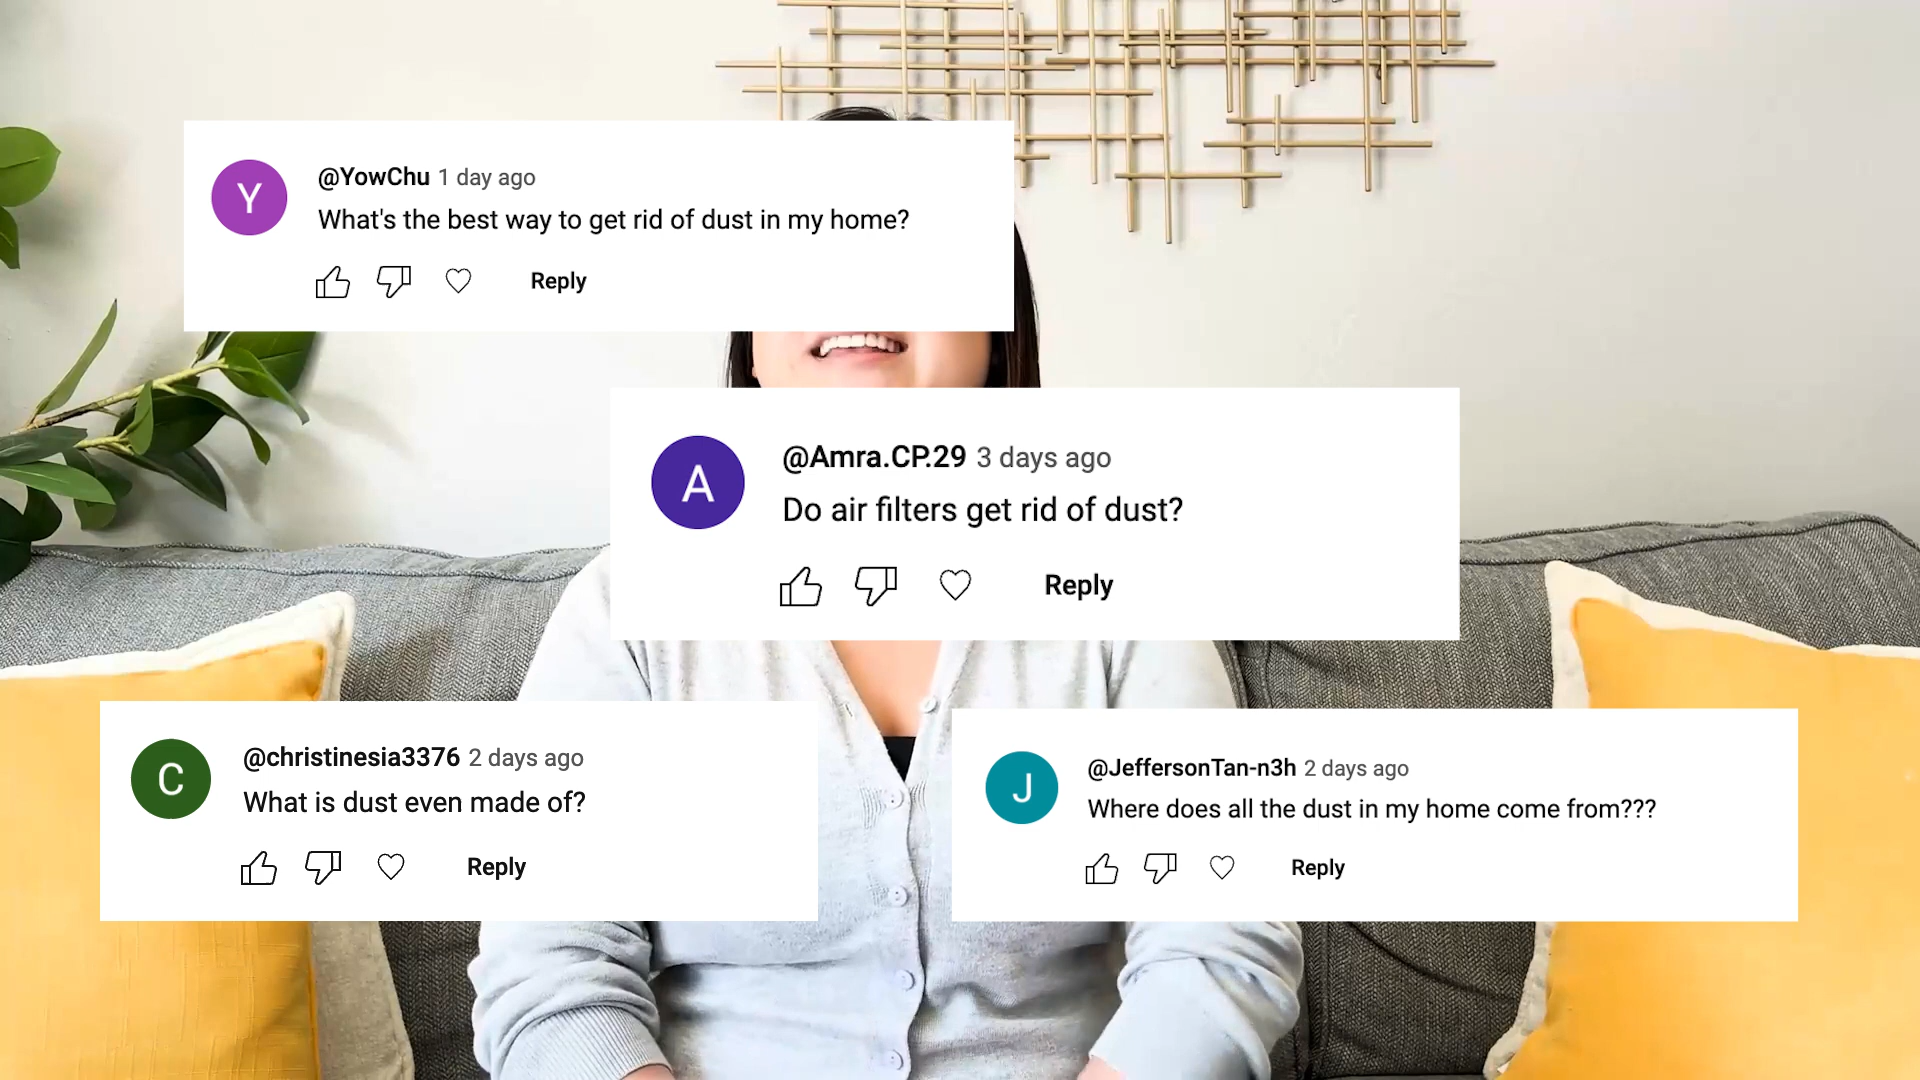 Y
@YowChu 1 day ago
What's the best way to get rid of dust in my home?
Reply
A
@Amra.CP.29 3 days ago
Do air filters get rid of dust?
Reply
C
@christinesia3376 2 days ago
What is dust even made of?
Reply
J
@JeffersonTan-n3h 2 days ago
Where does all the dust in my home come from???
Reply